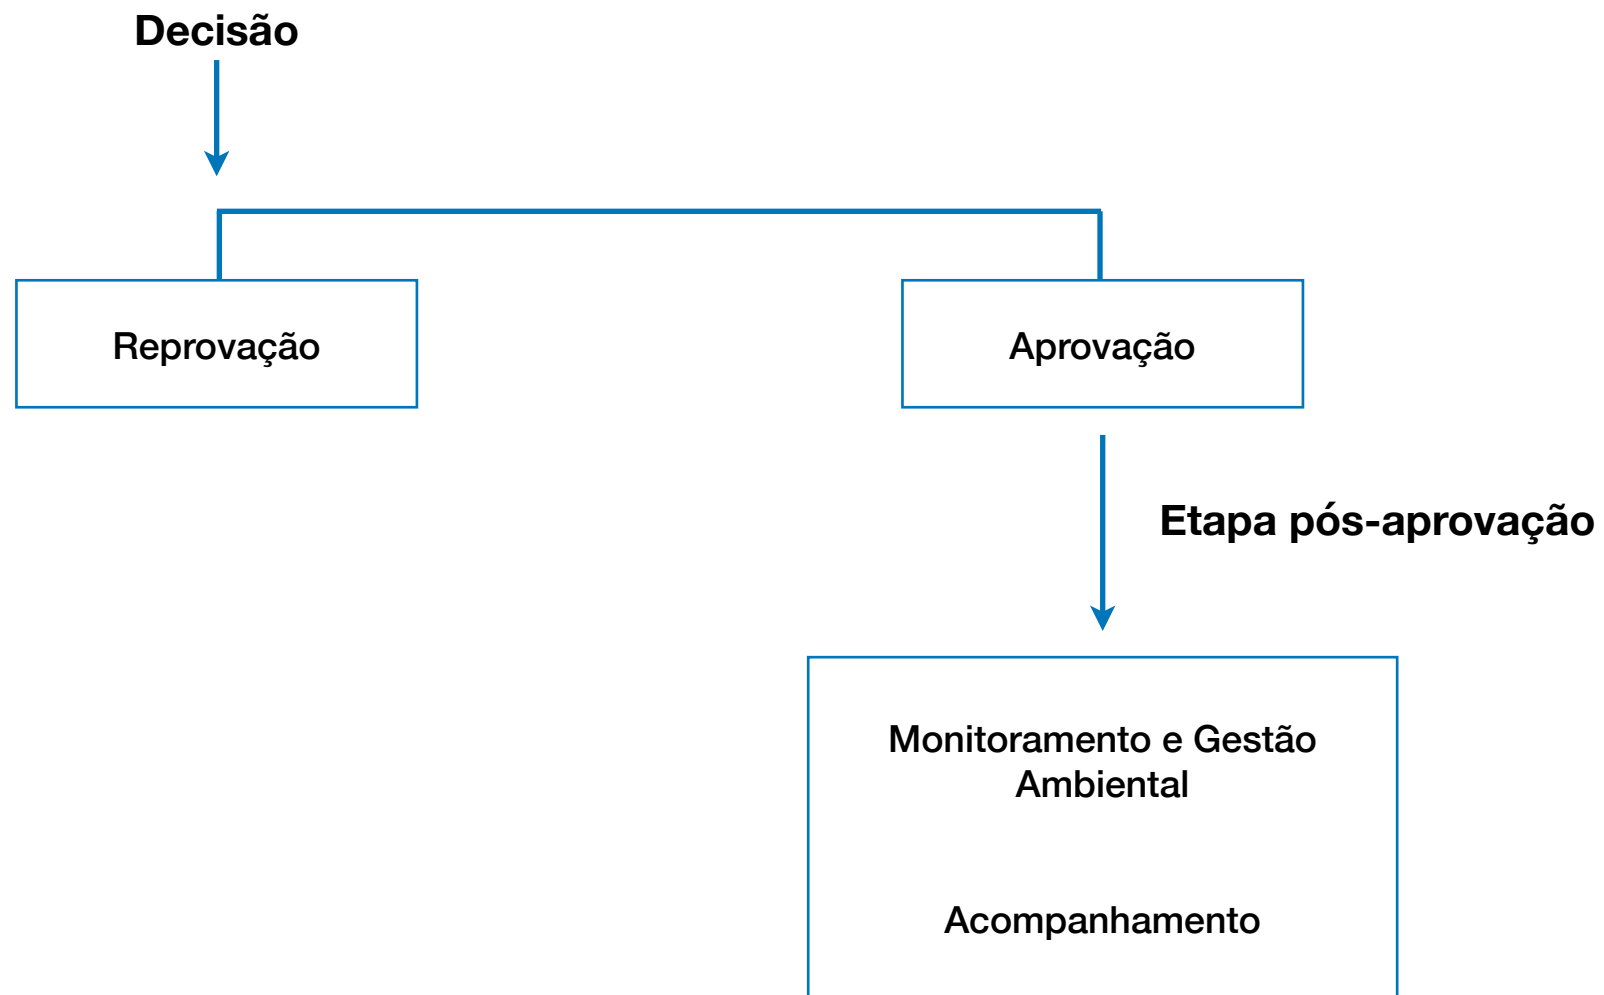 Decisão
Reprovação
Aprovação
Etapa pós-aprovação
Monitoramento e Gestão
Ambiental
Acompanhamento